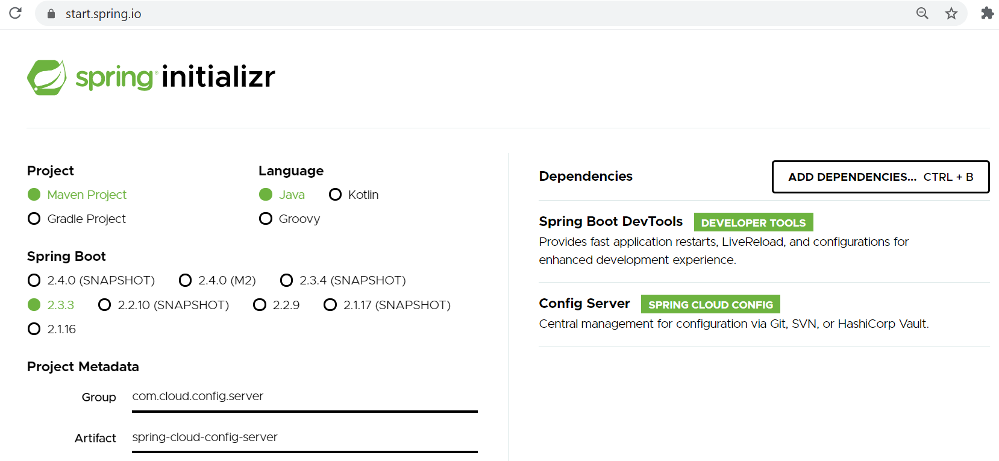 start.spring.io
spring initializr
Project
Maven Project
Gradle Project
Language
Java Kotlin
Groovy
Spring Boot
2.4.0 (SNAPSHOT) 2.4.0 (M2) 2.3.4 (SNAPSHOT)
2.3.3 2.2.10 (SNAPSHOT) 2.2.9 2.1.17 (SNAPSHOT)
2.1.16
Project Metadata
Group com.cloud.config.server
Artifact spring-cloud-config-server
Dependencies ADD DEPENDENCIES... CTRL + B
Spring Boot DevTools DEVELOPER TOOLS
Provides fast application restarts, LiveReload, and configurations for
enhanced development experience.
Config Server SPRING CLOUD CONFIG
Central management for configuration via Git, SVN, or HashiCorp Vault.